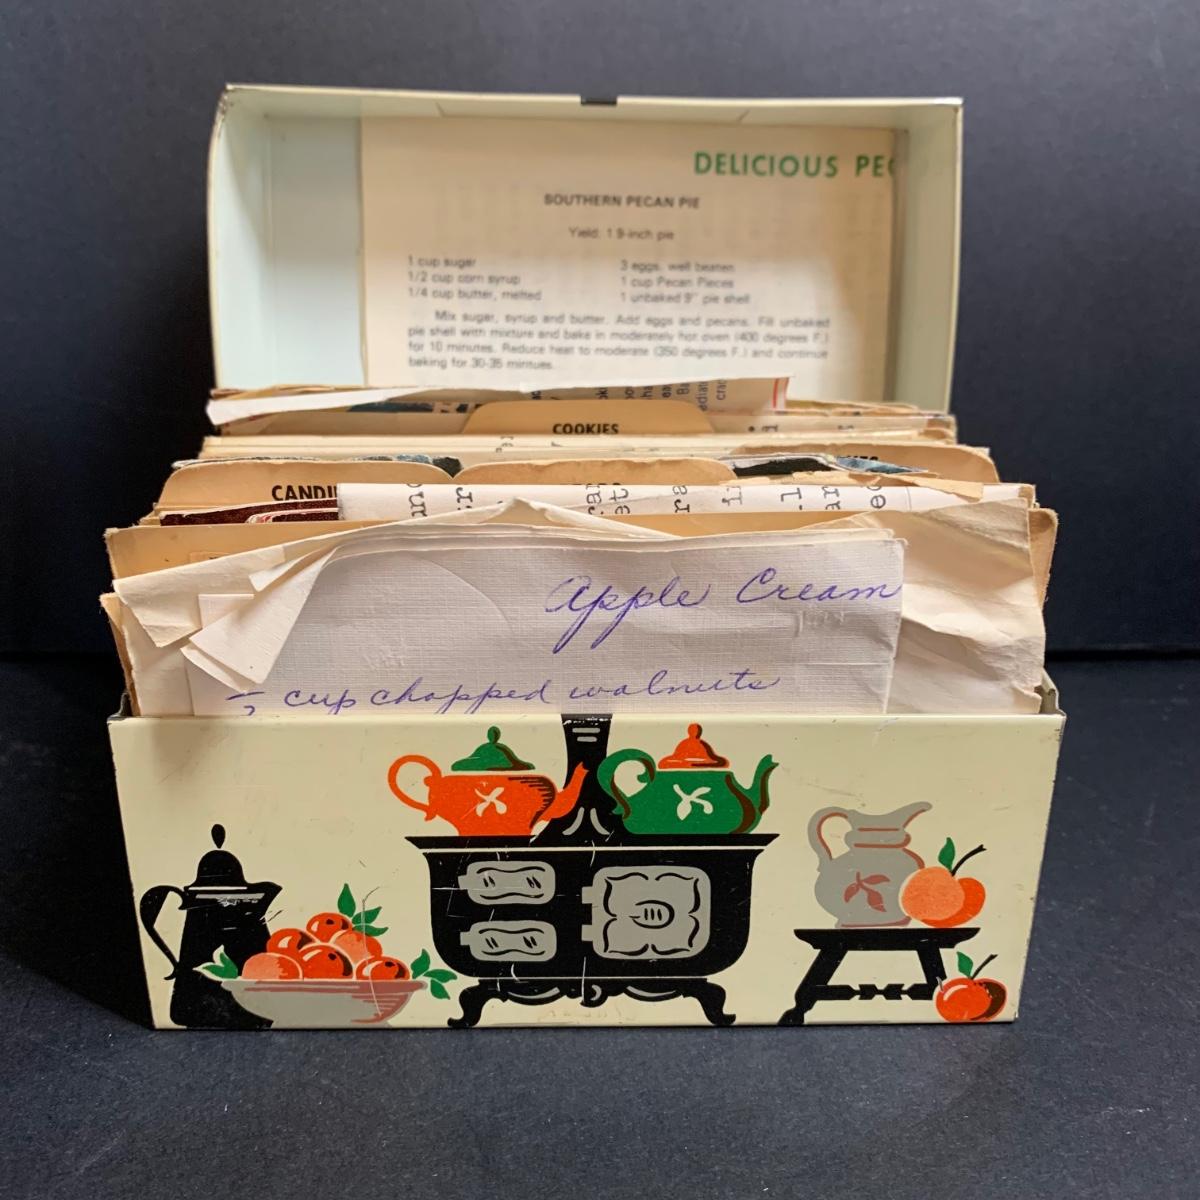 DELICIOUS PEC
SOUTHERN PECAN PIE
Yield: 1 9-inch pie
1 cup sugar
1/2 cup corn syrup
1/4 cup butter, melted
3 eggs, well beaten
1 cup Pecan Pieces
1 unbaked 9" pie shell
Mix sugar, syrup and butter. Add eggs and pecans. Fill unbaked
pie shell with mixture and bake in moderately hot oven (400 degrees F.)
for 10 minutes. Reduce heat to moderate (350 degrees F.) and continue
baking for 30-35 mintues.
COOKIES
CANDI
Apple Cream
cup chopped walnuts